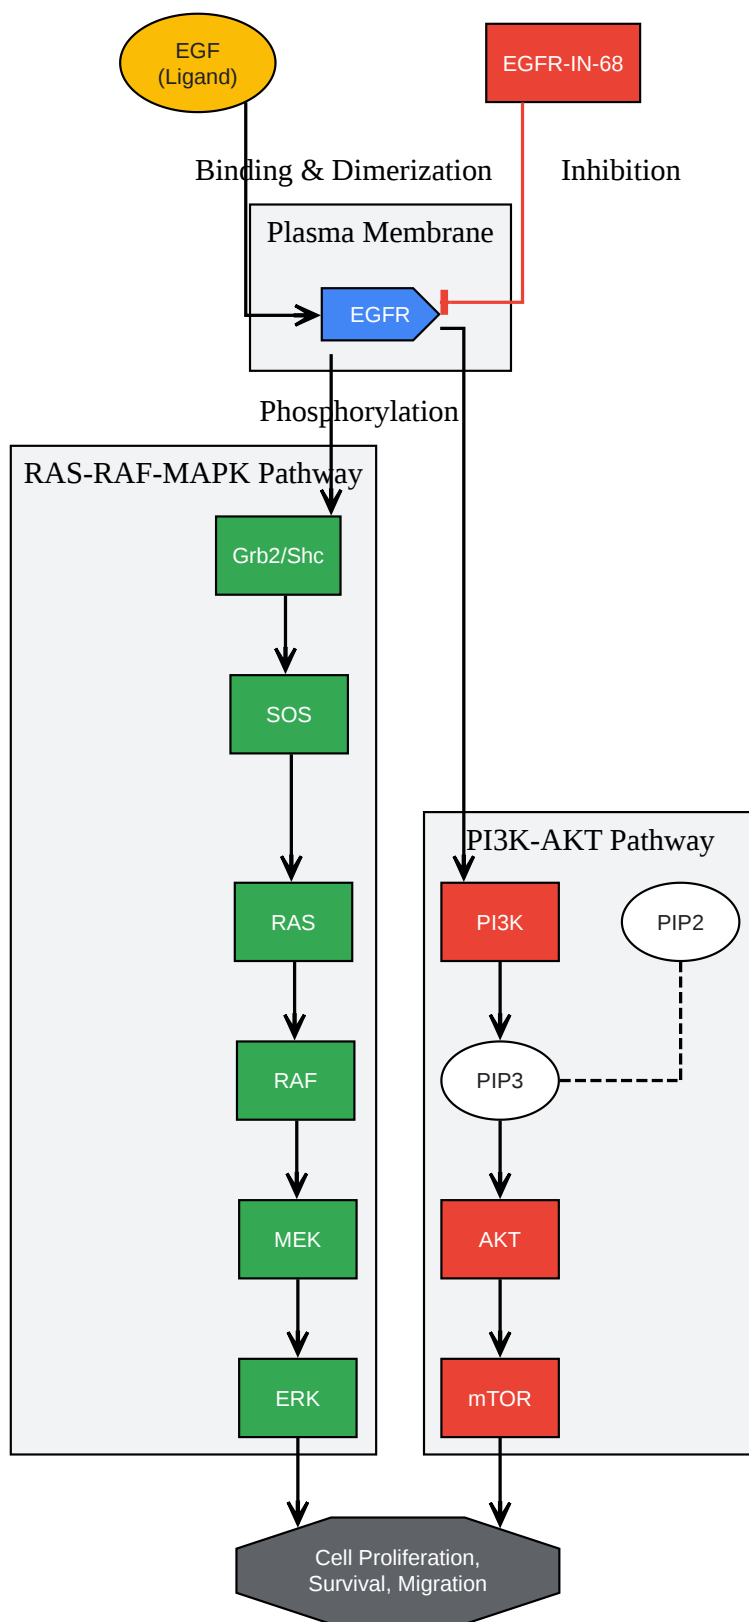 EGF
(Ligand)
EGFR-IN-68
Binding & Dimerization
Inhibition
Plasma Membrane
EGFR
Phosphorylation
RAS-RAF-MAPK Pathway
Grb2/Shc
SOS
PI3K-AKT Pathway
RAS
PI3K
PIP2
RAF
PIP3
MEK
AKT
ERK
mTOR
Cell Proliferation,
Survival, Migration